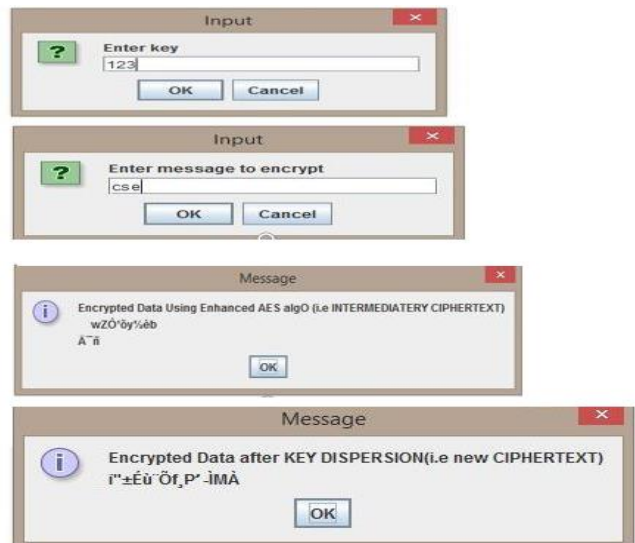 Input
Enter key
123
OK Cancel
Input
Enter message to encrypt
cse
OK Cancel
Message
Encrypted Data Using Enhanced AES algO (i.e INTERMEDIATERY CIPHERTEXT)
OK
Message
Encrypted Data after KEY DISPERSION(i.e new CIPHERTEXT)
OK